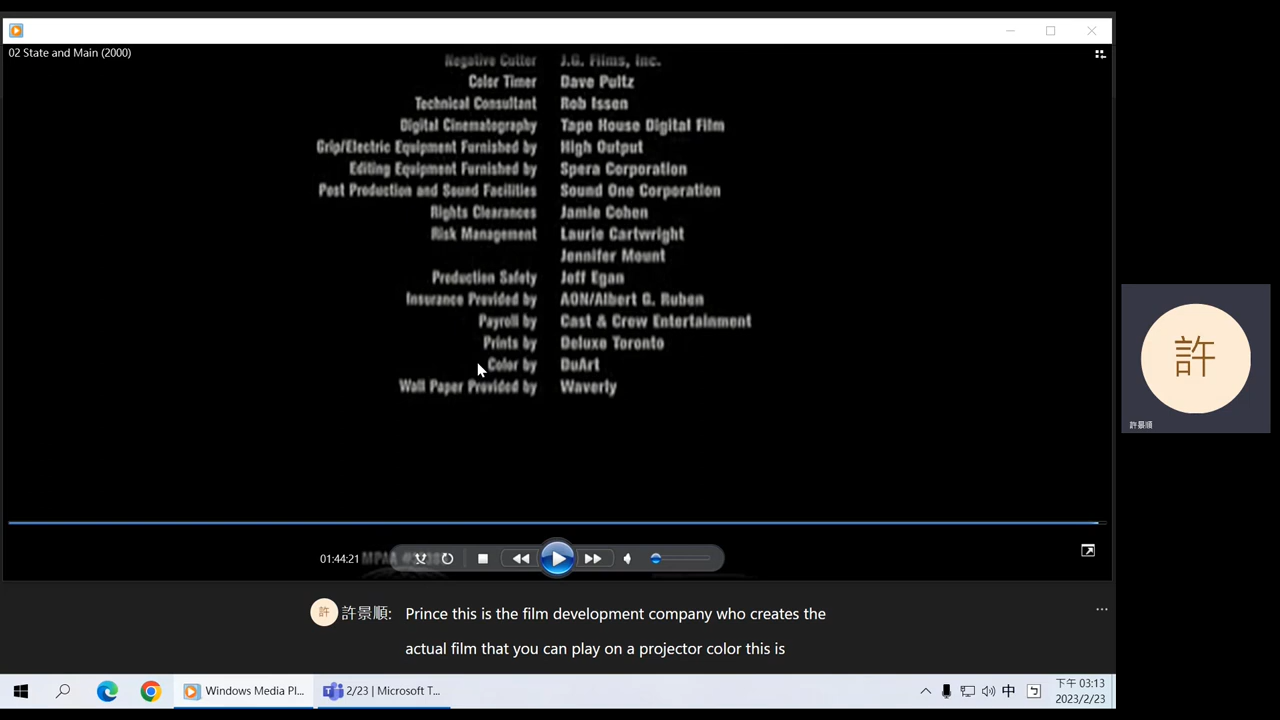 02 State and Main (2000)
Negative Cutter J.G. Films, Inc.
Color Timer Dave Pultz
Technical Consultant Rob Issen
Digital Cinematography Tape House Digital Film
Grip/Electric Equipment Furnished by High Output
Editing Equipment Furnished by Spera Corporation
Post Production and Sound Facilities Sound One Corporation
Rights Clearances Jamie Cohen
Risk Management Laurie Cartwright
Jennifer Mount
Production Safety Jeff Egan
Insurance Provided by AON/Albert G. Ruben
Payroll by Cast & Crew Entertainment
Prints by Deluxe Toronto
Color by DuArt
Wall Paper Provided by Waverly
許
許景順
01:44:21
MPAA
許 許景順: Prince this is the film development company who creates the
actual film that you can play on a projector color this is
Windows Media Pl... 2/23 | Microsoft T... 中 下午 03:13
2023/2/23